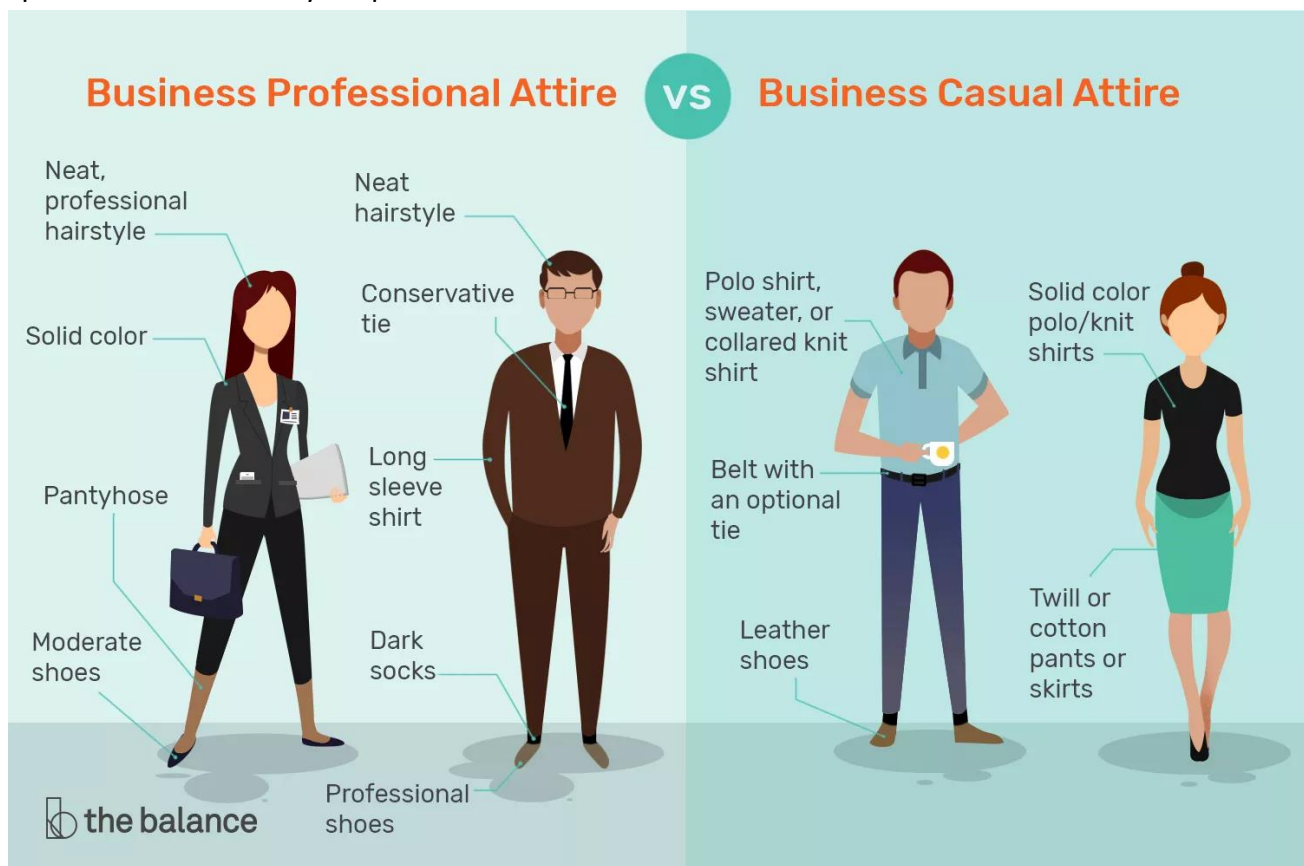 Business Professional Attire
vs
Business Casual Attire
Neat,
professional
hairstyle
Solid color
Pantyhose
Moderate
shoes
Neat
hairstyle
Conservative
tie
Long
sleeve
shirt
Dark
socks
Professional
shoes
Polo shirt,
sweater, or
collared knit
shirt
Belt with
an optional
tie
Leather
shoes
Solid color
polo/knit
shirts
Twill or
cotton
pants or
skirts
the balance